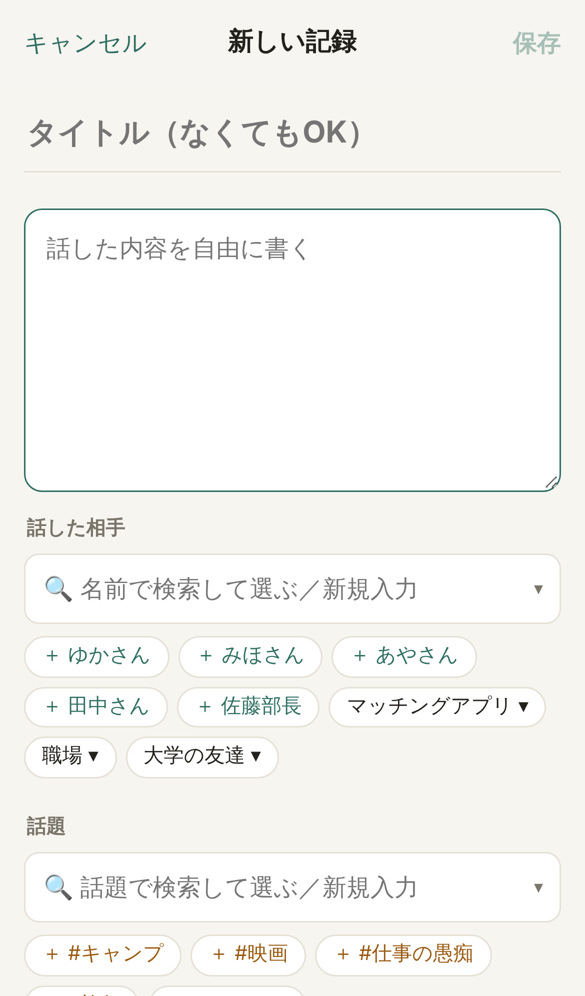 キャンセル 新しい記録 保存
タイトル（なくてもOK）
話した内容を自由に書く
話した相手
🔍 名前で検索して選ぶ／新規入力 ▼
＋ ゆかさん ＋ みほさん ＋ あやさん
＋ 田中さん ＋ 佐藤部長 マッチングアプリ ▾
職場 ▾ 大学の友達 ▾
話題
🔍 話題で検索して選ぶ／新規入力 ▼
＋ #キャンプ ＋ #映画 ＋ #仕事の愚痴